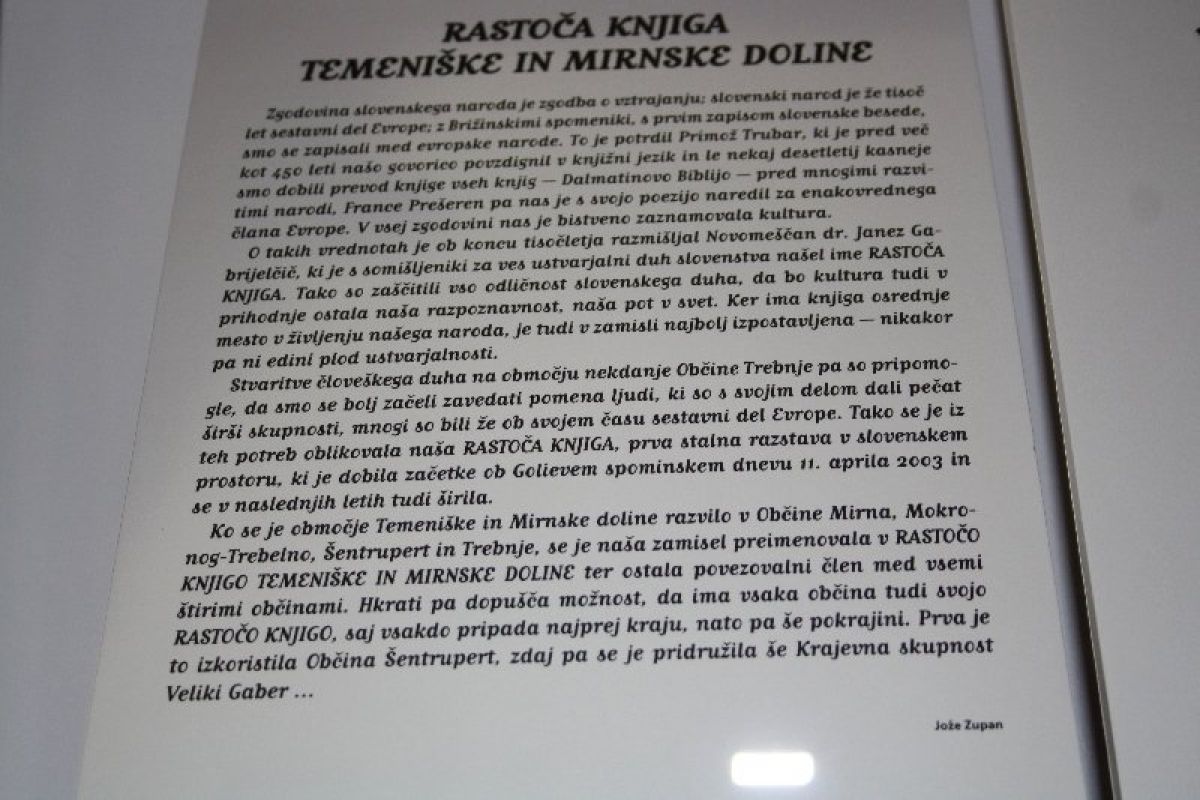 RASTOČA KNJIGA
TEMENIŠKE IN MIRNSKE DOLINE
Zgodovina slovenskega naroda je zgodba o vztrajanju; slovenski narod je že tisoč
let sestavni del Evrope; z Brižinskimi spomeniki, s prvim zapisom slovenske besede,
smo se zapisali med evropske narode. To je potrdil Primož Trubar, ki je pred več
kot 450 leti našo govorico povzdignil v knjižni jezik in le nekaj desetletij kasneje
smo dobili prevod knjige vseh knjig — Dalmatinovo Biblijo — pred mnogimi razvi-
timi narodi, France Prešeren pa nas je s svojo poezijo naredil za enakovrednega
člana Evrope. V vsej zgodovini nas je bistveno zaznamovala kultura.
O takih vrednotah je ob koncu tisočletja razmišljal Novomeščan dr. Janez Ga-
brijelčič, ki je s somišljeniki za ves ustvarjalni duh slovenstva našel ime RASTOČA
KNJIGA. Tako so zaščitili vso odličnost slovenskega duha, da bo kultura tudi v
prihodnje ostala naša razpoznavnost, naša pot v svet. Ker ima knjiga osrednje
mesto v življenju našega naroda, je tudi v zamisli najbolj izpostavljena — nikakor
pa ni edini plod ustvarjalnosti.
Stvaritve človeškega duha na območju nekdanje Občine Trebnje pa so pripomo-
gle, da smo se bolj začeli zavedati pomena ljudi, ki so s svojim delom dali pečat
širši skupnosti, mnogi so bili že ob svojem času sestavni del Evrope. Tako se je iz
teh potreb oblikovala naša RASTOČA KNJIGA, prva stalna razstava v slovenskem
prostoru, ki je dobila začetke ob Golievem spominskem dnevu 11. aprila 2003 in
se v naslednjih letih tudi širila.
Ko se je območje Temeniške in Mirnske doline razvilo v Občine Mirna, Mokro-
nog-Trebelno, Šentrupert in Trebnje, se je naša zamisel preimenovala v RASTOČO
KNJIGO TEMENIŠKE IN MIRNSKE DOLINE ter ostala povezovalni člen med vsemi
štirimi občinami. Hkrati pa dopušča možnost, da ima vsaka občina tudi svojo
RASTOČO KNJIGO, saj vsakdo pripada najprej kraju, nato pa še pokrajini. Prva je
to izkoristila Občina Šentrupert, zdaj pa se je pridružila še Krajevna skupnost
Veliki Gaber ...
Jože Zupan